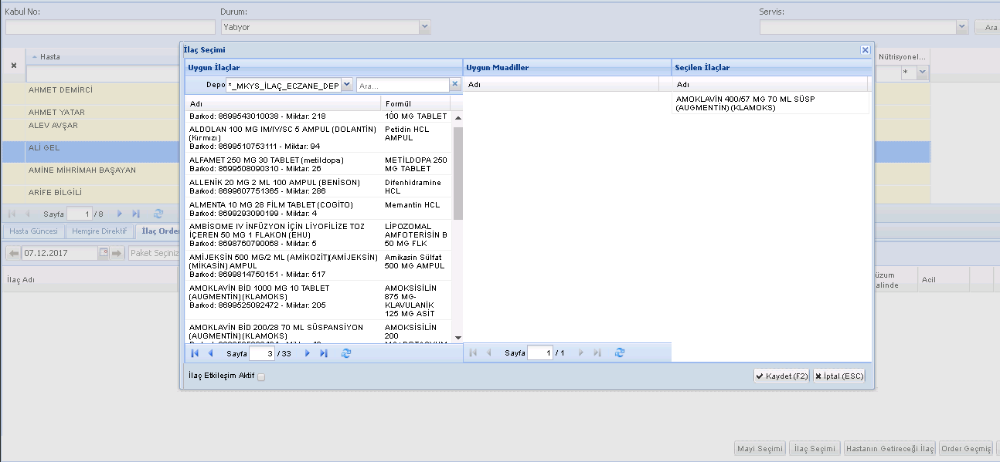 Kabul No:
Durum:
Servis:
Yatıyor
Ara
Hasta
Nütrisyonel...
*
AHMET DEMİRCİ
AHMET YATAR
ALEV AVŞAR
ALİ GEL
AMİNE MİHRİMAH BAŞAYAN
ARİFE BİLGİLİ
Sayfa 1 / 8
Hasta Güncesi
Hemşire Direktif
İlaç Order
07.12.2017
Paket Seçiniz
İlaç Adı
üzum
alinde
Acil
İlaç Seçimi
Uygun İlaçlar
Depo *_MKYS_İLAÇ_ECZANE_DEP
Ara...
Adı
Formül
Barkod: 8699543010038 - Miktar: 218
100 MG TABLET
ALDOLAN 100 MG IM/IV/SC 5 AMPUL (DOLANTİN)
(Kırmızı)
Barkod: 8699510753111 - Miktar: 94
Petidin HCL
AMPUL
ALFAMET 250 MG 30 TABLET (metildopa)
Barkod: 8699508090310 - Miktar: 26
METİLDOPA 250
MG TABLET
ALLENİK 20 MG 2 ML 100 AMPUL (BENİSON)
Barkod: 8699607751365 - Miktar: 286
Difenhidramine
HCL
ALMENTA 10 MG 28 FİLM TABLET (COGİTO)
Barkod: 8699293090199 - Miktar: 4
Memantin HCL
AMBİSOME IV İNFÜZYON İÇİN LİYOFİLİZE TOZ
İÇEREN 50 MG 1 FLAKON (EHU)
Barkod: 8698760790068 - Miktar: 5
LİPOZOMAL
AMFOTERİSİN B
50 MG FLK
AMİJEKSİN 500 MG/2 ML (AMİKOZİT)(AMİJEKSİN)
(MİKASİN) AMPUL
Barkod: 8699814750151 - Miktar: 517
Amikasin Sülfat
500 MG AMPUL
AMOKLAVİN BİD 1000 MG 10 TABLET
(AUGMENTİN)(KLAMOKS)
Barkod: 8699525092472 - Miktar: 205
AMOKSİSİLİN
875 MG-
KLAVULANİK
125 MG ASİT
AMOKLAVİN BİD 200/28 70 ML SÜSPANSİYON
(AUGMENTİN)(KLAMOKS)
AMOKSİSİLİN
200
Sayfa 3 / 33
Uygun Muadiller
Adı
Sayfa 1 / 1
Seçilen İlaçlar
Adı
AMOKLAVİN 400/57 MG 70 ML SÜSP
(AUGMENTİN)(KLAMOKS)
İlaç Etkileşim Aktif
Kaydet (F2)
İptal (ESC)
Mayi Seçimi
İlaç Seçimi
Hastanın Getireceği İlaç
Order Geçmiş